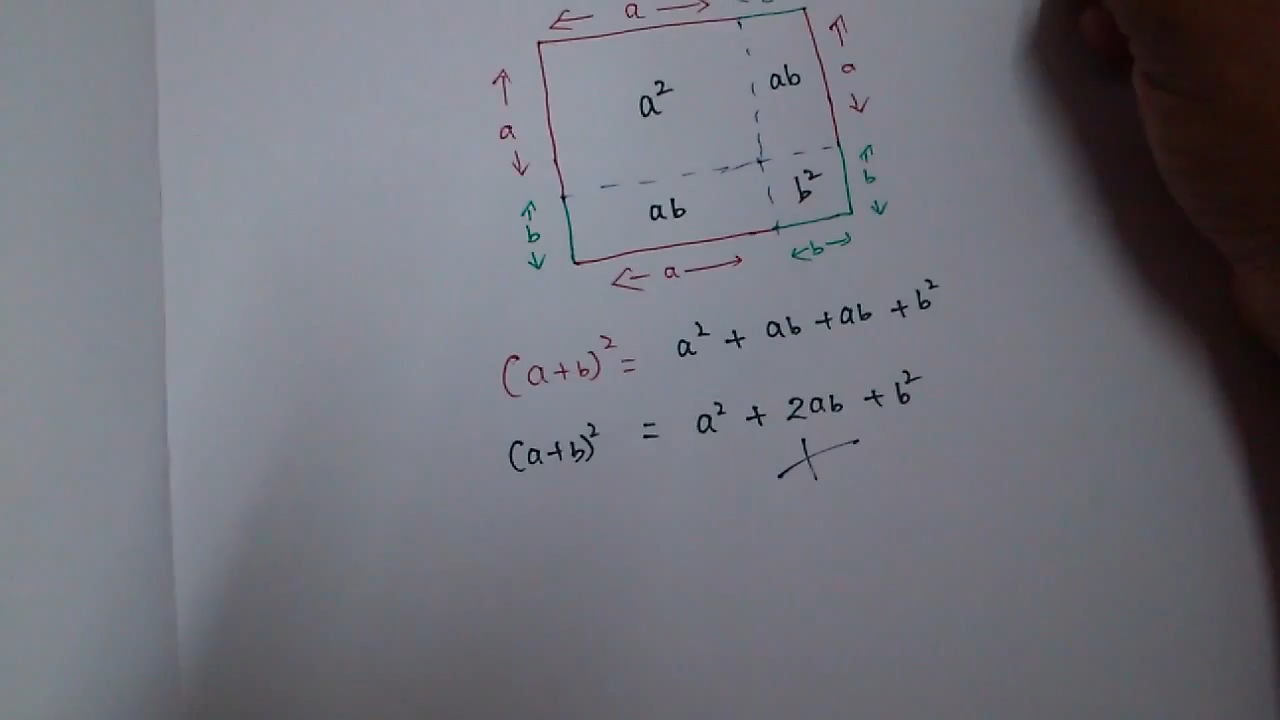 ← a →
↑ a ↓ a² ab ↑ a ↓
↑ b ↓ ab b² ↑ b ↓
← a → ← b →
(a+b)² = a² + ab + ab + b²
(a+b)² = a² + 2ab + b²